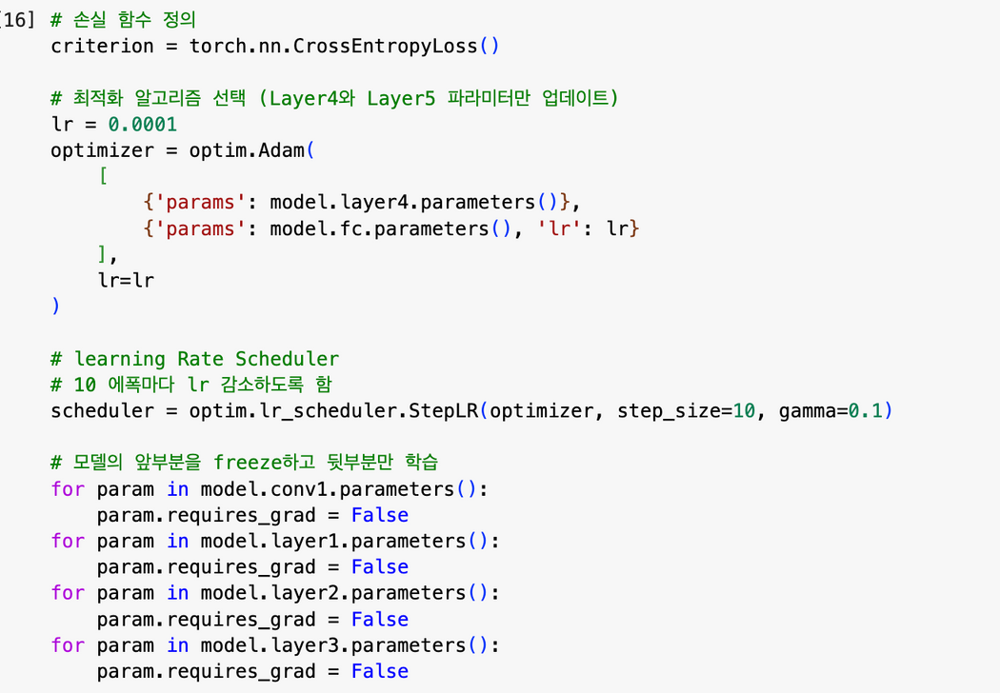 [16] # 손실 함수 정의
criterion = torch.nn.CrossEntropyLoss()
# 최적화 알고리즘 선택 (Layer4와 Layer5 파라미터만 업데이트)
lr = 0.0001
optimizer = optim.Adam(
[
{'params': model.layer4.parameters()},
{'params': model.fc.parameters(), 'lr': lr}
],
lr=lr
)
# learning Rate Scheduler
# 10 에폭마다 lr 감소하도록 함
scheduler = optim.lr_scheduler.StepLR(optimizer, step_size=10, gamma=0.1)
# 모델의 앞부분을 freeze하고 뒷부분만 학습
for param in model.conv1.parameters():
param.requires_grad = False
for param in model.layer1.parameters():
param.requires_grad = False
for param in model.layer2.parameters():
param.requires_grad = False
for param in model.layer3.parameters():
param.requires_grad = False